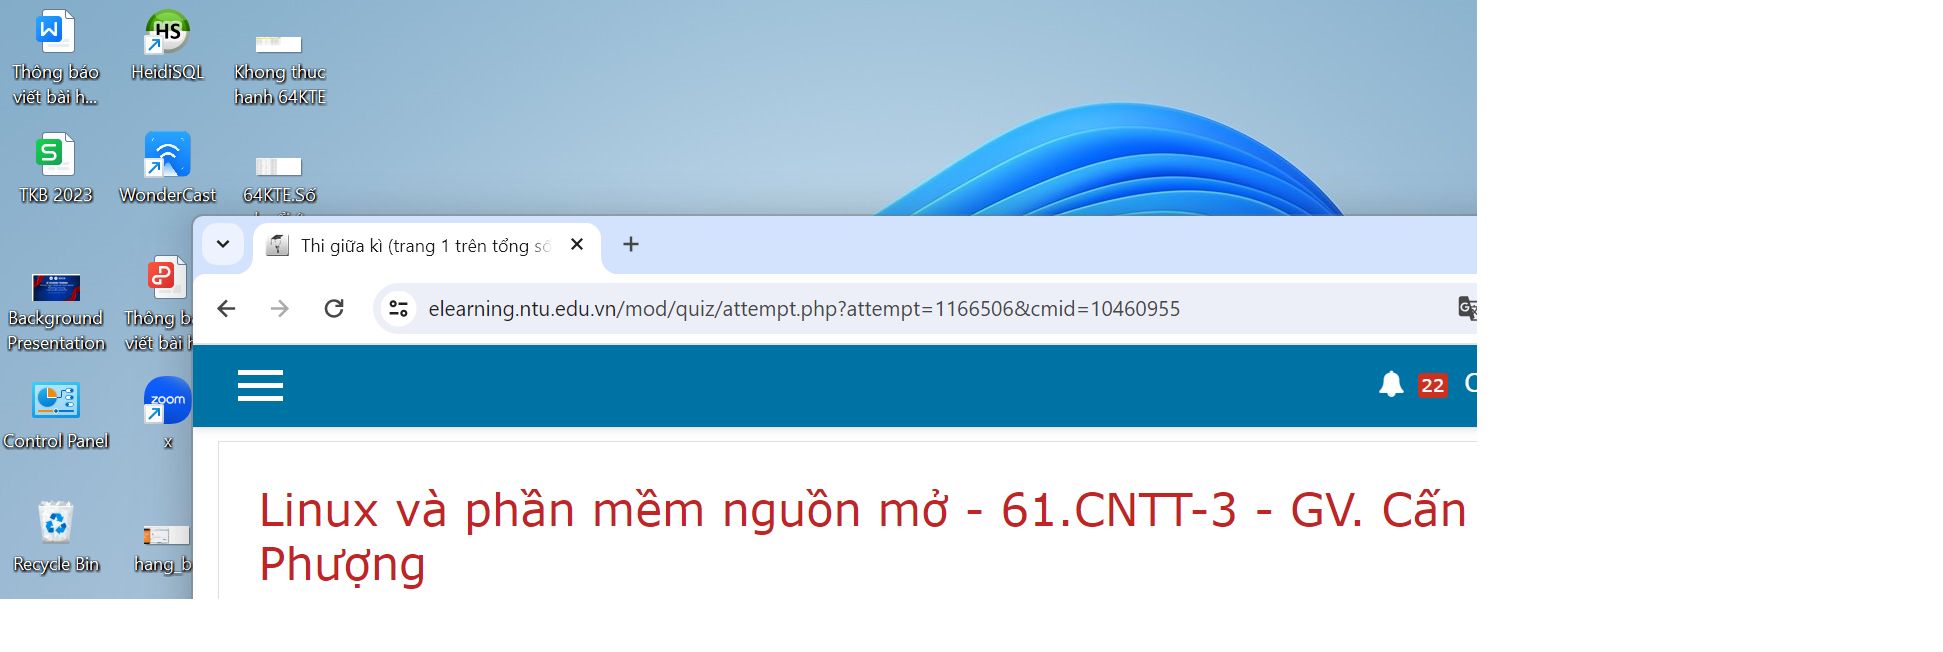 Thông báo
viết bài h...
HeidiSQL
HS
Khong thuc
hanh 64KTE
TKB 2023
WonderCast
64KTE.Số
Thi giữa kì (trang 1 trên tổng số
elearning.ntu.edu.vn/mod/quiz/attempt.php?attempt=1166506&cmid=10460955
Background
Presentation
Thông b
viết bài h
22
Control Panel
zoom
x
Linux và phần mềm nguồn mở - 61.CNTT-3 - GV. Cấn
Phượng
Recycle Bin
hang_b